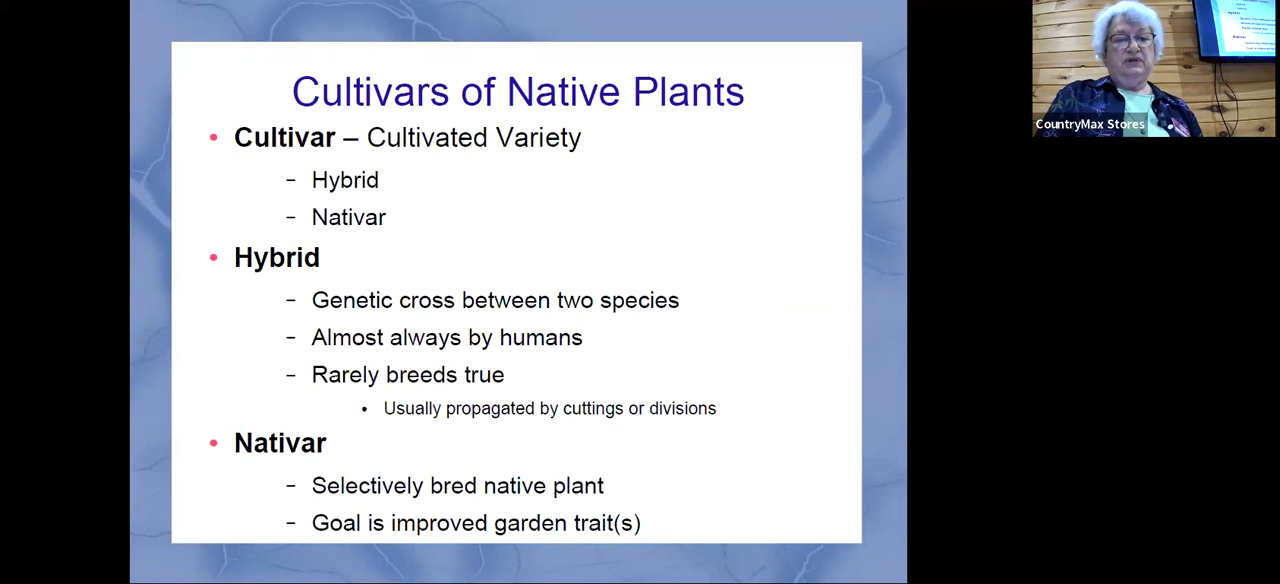 Cultivars of Native Plants
• Cultivar – Cultivated Variety
– Hybrid
– Nativar
• Hybrid
– Genetic cross between two species
– Almost always by humans
– Rarely breeds true
• Usually propagated by cuttings or divisions
• Nativar
– Selectively bred native plant
– Goal is improved garden trait(s)
CountryMax Stores